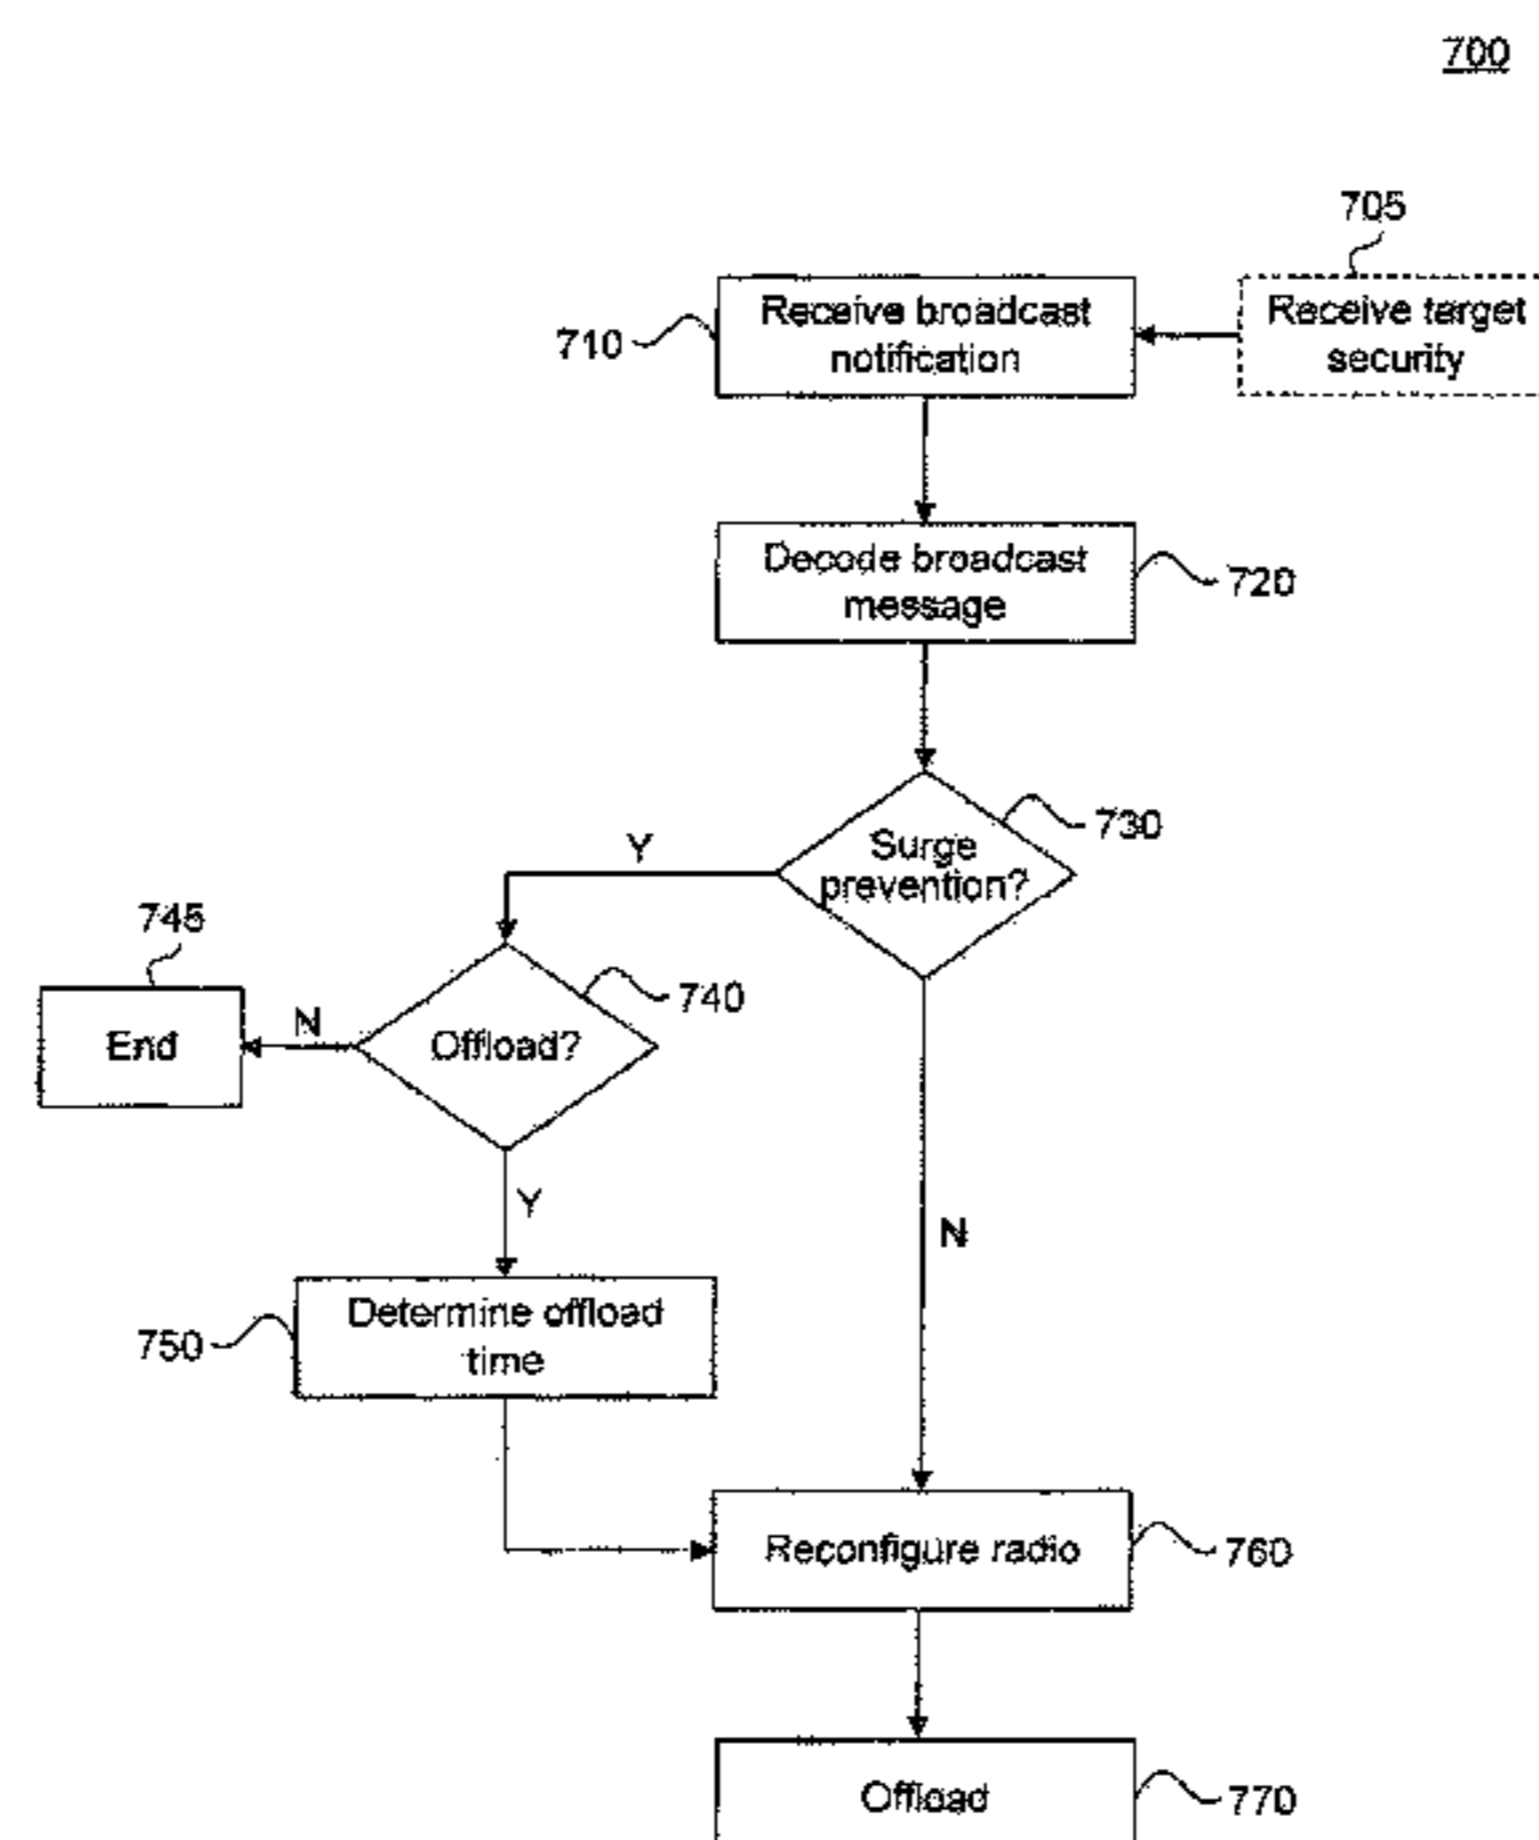 700
705
Receive broadcast
notification
710
Receive target
security
Decode broadcast
message
720
Surge
prevention?
730
Y
745
End
N
Offload?
740
Y
N
Determine offload
time
750
Reconfigure radio
760
Offload
770